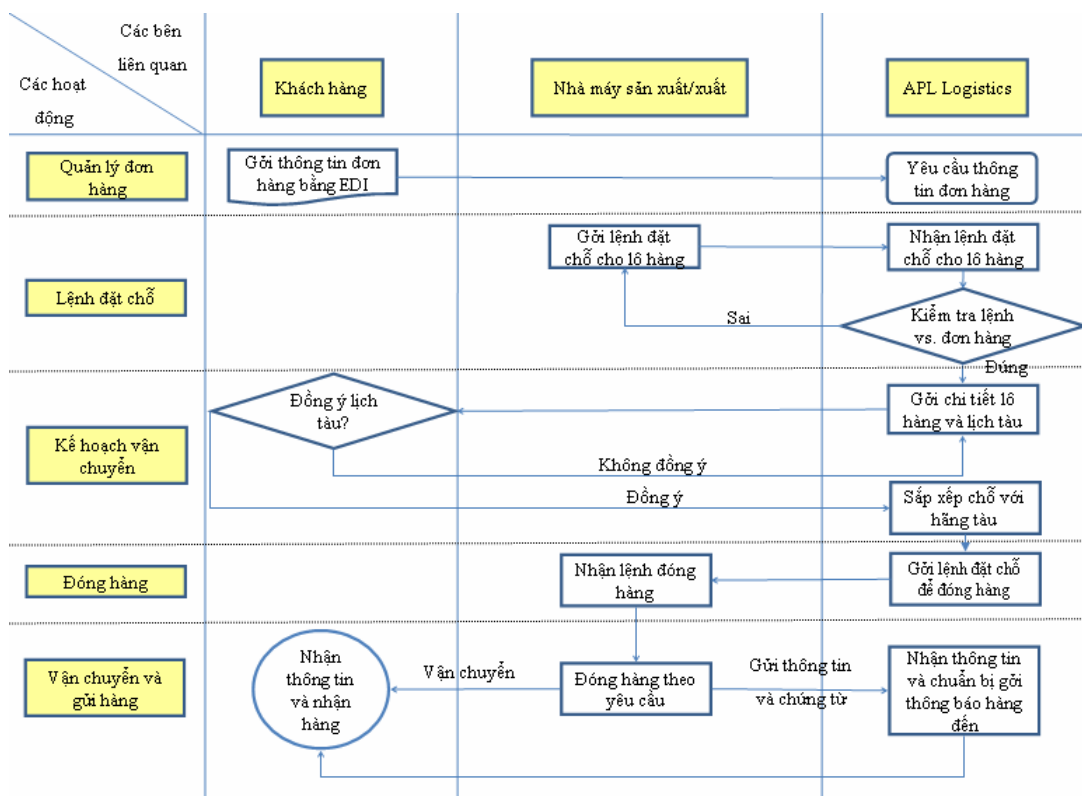 Các bên
liên quan
Các hoạt
động
Khách hàng
Nhà máy sản xuất/xuất
APL Logistics
Quản lý đơn
hàng
Gởi thông tin đơn
hàng bằng EDI
Yêu cầu thông
tin đơn hàng
Lệnh đặt chỗ
Gởi lệnh đặt
chỗ cho lô hàng
Nhận lệnh đặt
chỗ cho lô hàng
Sai
Kiểm tra lệnh
vs. đơn hàng
Đúng
Kế hoạch vận
chuyển
Đồng ý lịch
tàu?
Gởi chi tiết lô
hàng và lịch tàu
Không đồng ý
Đồng ý
Sắp xếp chỗ với
hãng tàu
Đóng hàng
Nhận lệnh đóng
hàng
Gởi lệnh đặt chỗ
để đóng hàng
Vận chuyển và
gửi hàng
Nhận
thông tin
và nhận
hàng
Vận chuyển
Đóng hàng theo
yêu cầu
Gửi thông tin
và chứng từ
Nhận thông tin
và chuẩn bị gởi
thông báo hàng
đến